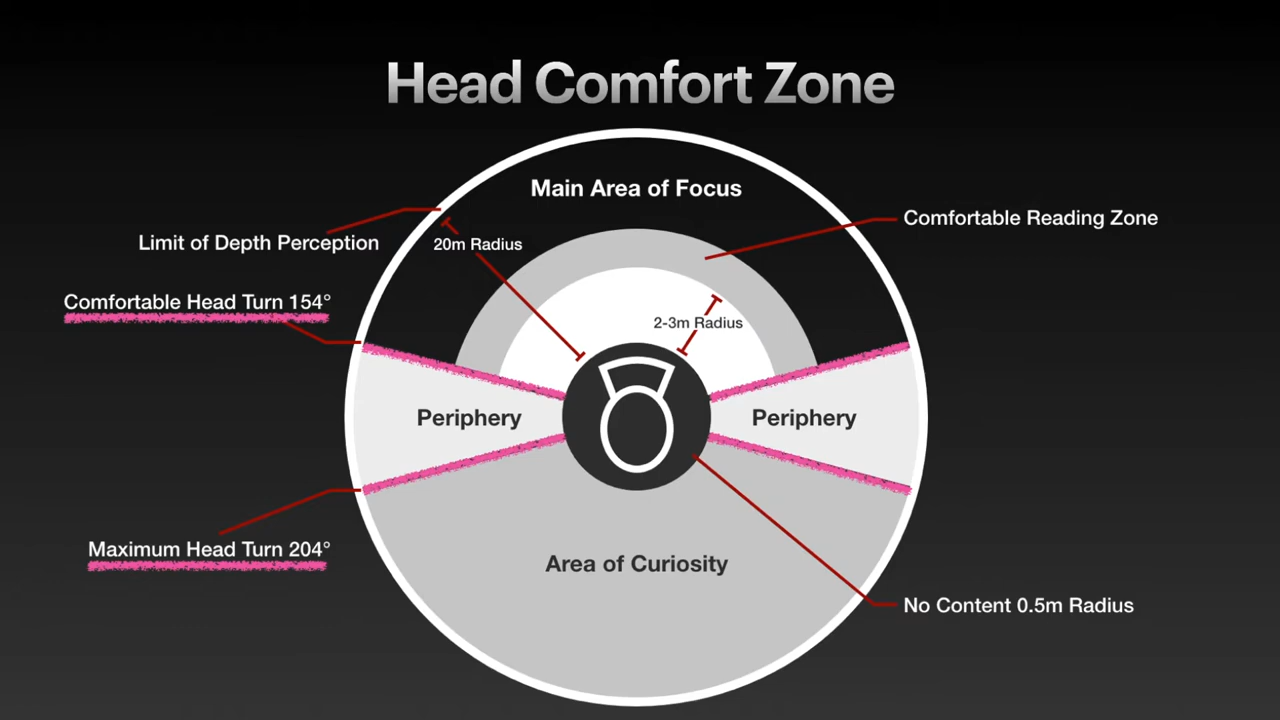 Head Comfort Zone
Main Area of Focus
Comfortable Reading Zone
Limit of Depth Perception
20m Radius
Comfortable Head Turn 154°
2-3m Radius
Periphery
Periphery
Maximum Head Turn 204°
Area of Curiosity
No Content 0.5m Radius